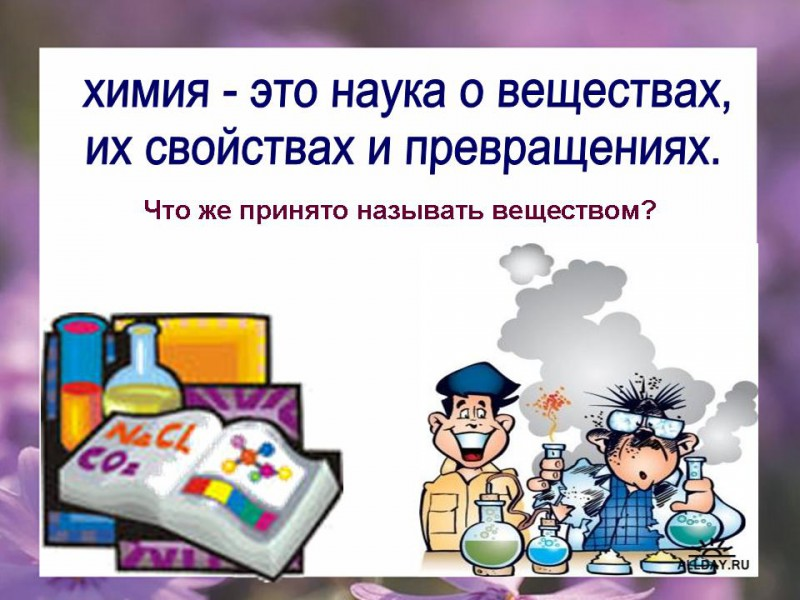 химия - это наука о веществах,
их свойствах и превращениях.
Что же принято называть веществом?
NaCL
CO2
ALLDAY.RU